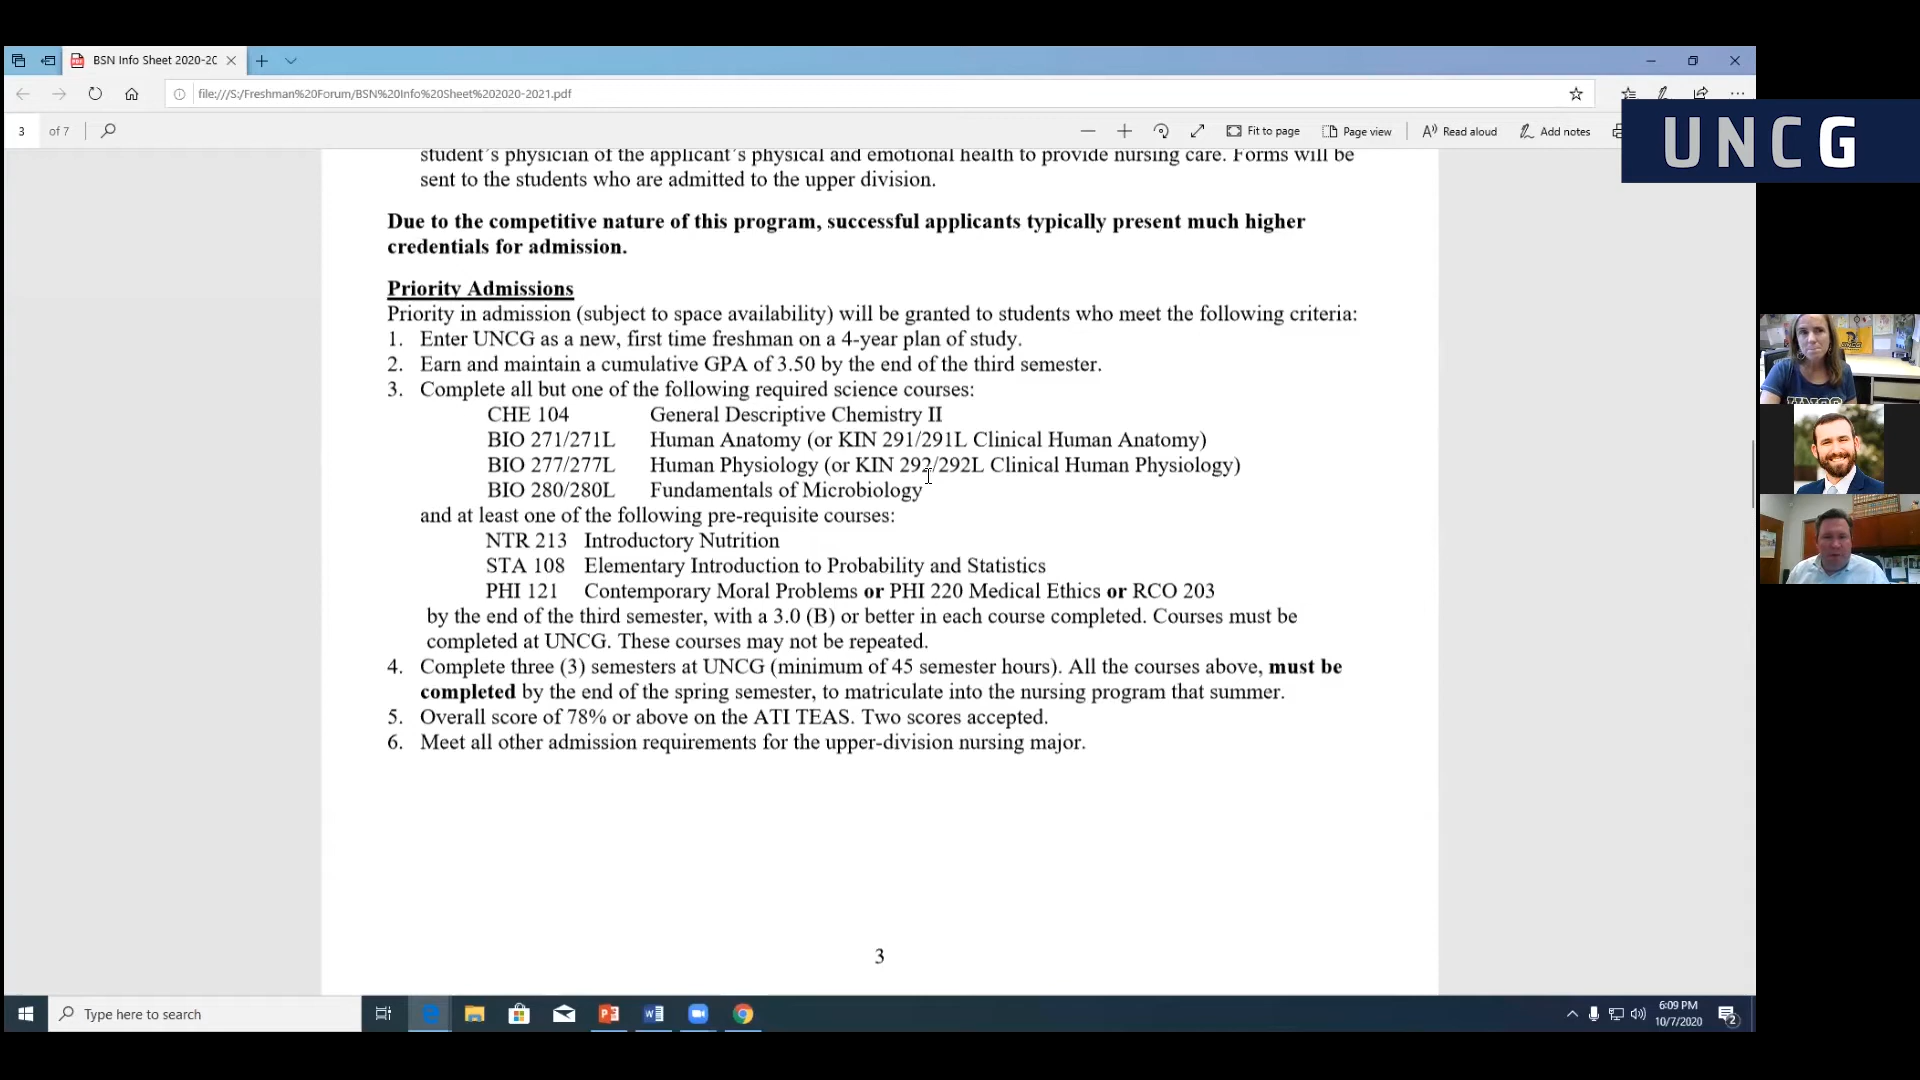 BSN Info Sheet 2020-2C
file:///S:/Freshman%20Forum/BSN%20Info%20Sheet%202020-2021.pdf
3 of 7
Fit to page
Page view
Read aloud
Add notes
UNCG
student's physician of the applicant's physical and emotional health to provide nursing care. Forms will be
sent to the students who are admitted to the upper division.
Due to the competitive nature of this program, successful applicants typically present much higher
credentials for admission.
Priority Admissions
Priority in admission (subject to space availability) will be granted to students who meet the following criteria:
1. Enter UNCG as a new, first time freshman on a 4-year plan of study.
2. Earn and maintain a cumulative GPA of 3.50 by the end of the third semester.
3. Complete all but one of the following required science courses:
CHE 104 General Descriptive Chemistry II
BIO 271/271L Human Anatomy (or KIN 291/291L Clinical Human Anatomy)
BIO 277/277L Human Physiology (or KIN 292/292L Clinical Human Physiology)
BIO 280/280L Fundamentals of Microbiology
and at least one of the following pre-requisite courses:
NTR 213 Introductory Nutrition
STA 108 Elementary Introduction to Probability and Statistics
PHI 121 Contemporary Moral Problems or PHI 220 Medical Ethics or RCO 203
by the end of the third semester, with a 3.0 (B) or better in each course completed. Courses must be
completed at UNCG. These courses may not be repeated.
4. Complete three (3) semesters at UNCG (minimum of 45 semester hours). All the courses above, must be
completed by the end of the spring semester, to matriculate into the nursing program that summer.
5. Overall score of 78% or above on the ATI TEAS. Two scores accepted.
6. Meet all other admission requirements for the upper-division nursing major.
3
Type here to search
6:09 PM
10/7/2020
2